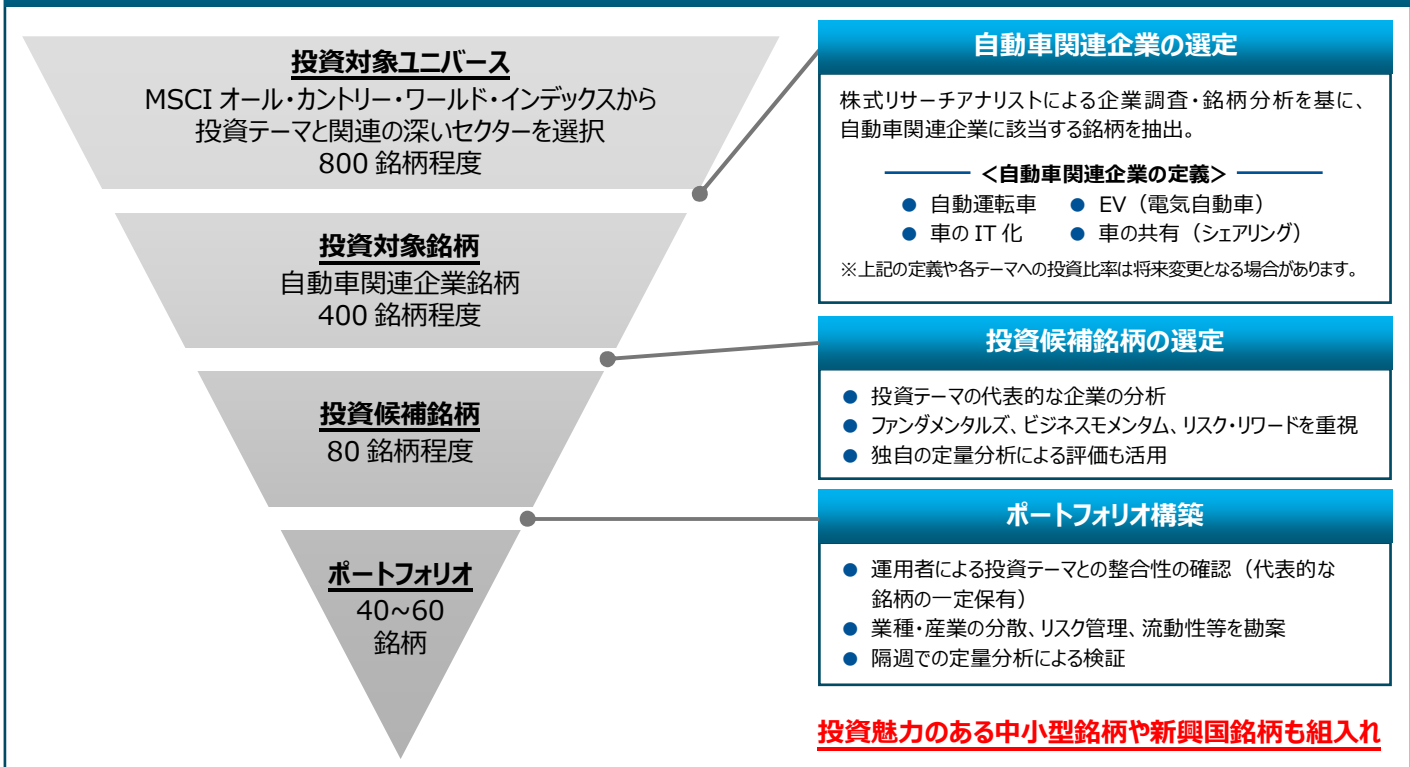 投資対象ユニバース
MSCI オール・カントリー・ワールド・インデックスから
投資テーマと関連の深いセクターを選択
800 銘柄程度
投資対象銘柄
自動車関連企業銘柄
400 銘柄程度
投資候補銘柄
80 銘柄程度
ポートフォリオ
40~60
銘柄
自動車関連企業の選定
株式リサーチアナリストによる企業調査・銘柄分析を基に、
自動車関連企業に該当する銘柄を抽出。
<自動車関連企業の定義>
● 自動運転車 ● EV（電気自動車）
● 車の IT 化 ● 車の共有（シェアリング）
※上記の定義や各テーマへの投資比率は将来変更となる場合があります。
投資候補銘柄の選定
● 投資テーマの代表的な企業の分析
● ファンダメンタルズ、ビジネスモメンタム、リスク・リワードを重視
● 独自の定量分析による評価も活用
ポートフォリオ構築
● 運用者による投資テーマとの整合性の確認（代表的な
銘柄の一定保有）
● 業種・産業の分散、リスク管理、流動性等を勘案
● 隔週での定量分析による検証
投資魅力のある中小型銘柄や新興国銘柄も組入れ